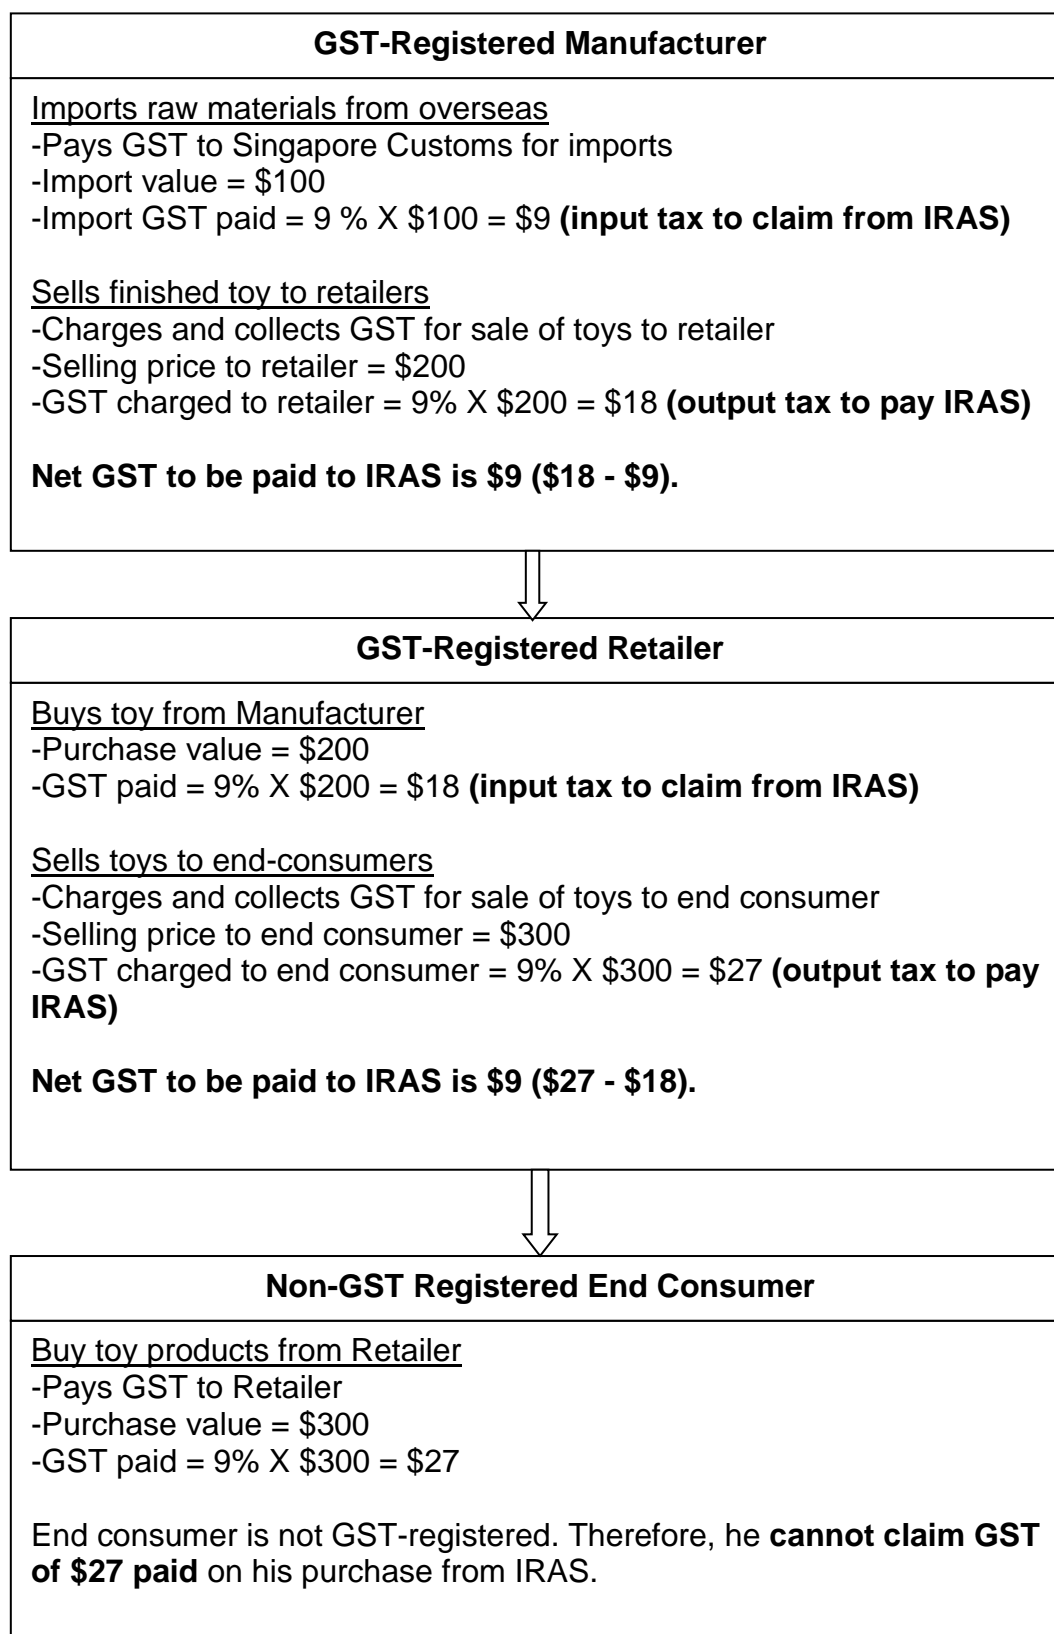 GST-Registered Manufacturer
Imports raw materials from overseas
-Pays GST to Singapore Customs for imports
-Import value = $100
-Import GST paid = 9 % X $100 = $9 (input tax to claim from IRAS)
Sells finished toy to retailers
-Charges and collects GST for sale of toys to retailer
-Selling price to retailer = $200
-GST charged to retailer = 9% X $200 = $18 (output tax to pay IRAS)
Net GST to be paid to IRAS is $9 ($18 - $9).
GST-Registered Retailer
Buys toy from Manufacturer
-Purchase value = $200
-GST paid = 9% X $200 = $18 (input tax to claim from IRAS)
Sells toys to end-consumers
-Charges and collects GST for sale of toys to end consumer
-Selling price to end consumer = $300
-GST charged to end consumer = 9% X $300 = $27 (output tax to pay
IRAS)
Net GST to be paid to IRAS is $9 ($27 - $18).
Non-GST Registered End Consumer
Buy toy products from Retailer
-Pays GST to Retailer
-Purchase value = $300
-GST paid = 9% X $300 = $27
End consumer is not GST-registered. Therefore, he cannot claim GST
of $27 paid on his purchase from IRAS.